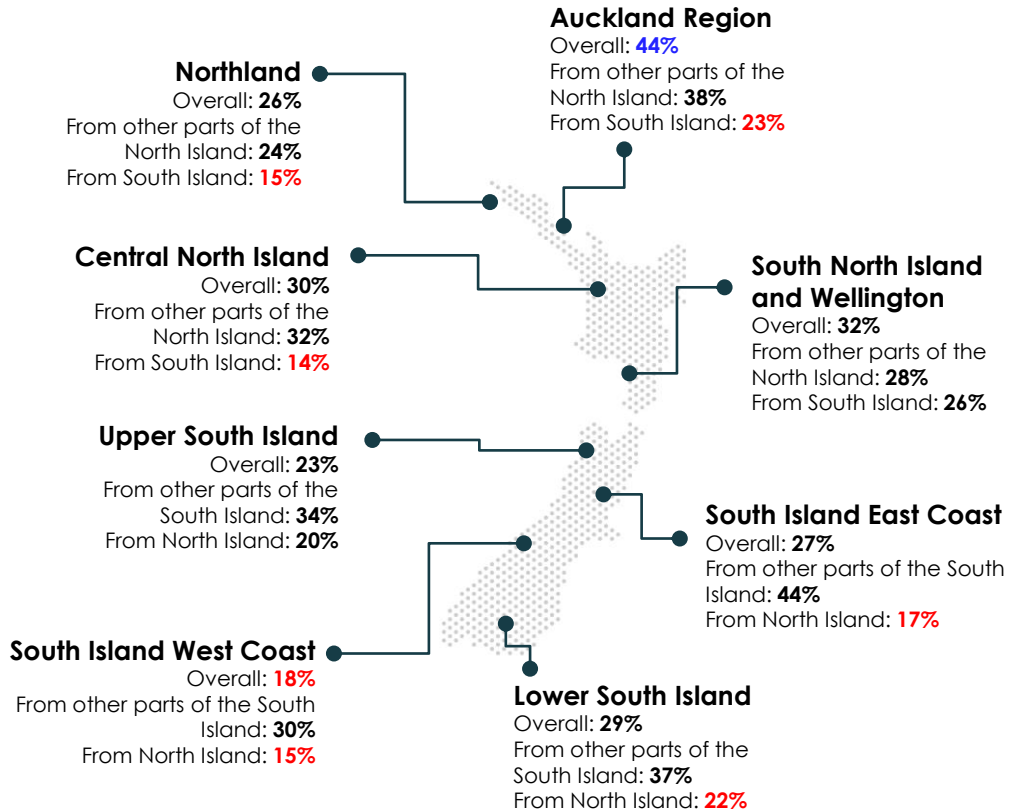 Auckland Region
Overall: 44%
From other parts of the
North Island: 38%
From South Island: 23%
Northland
Overall: 26%
From other parts of the
North Island: 24%
From South Island: 15%
Central North Island
Overall: 30%
From other parts of the
North Island: 32%
From South Island: 14%
South North Island
and Wellington
Overall: 32%
From other parts of the
North Island: 28%
From South Island: 26%
Upper South Island
Overall: 23%
From other parts of the
South Island: 34%
From North Island: 20%
South Island East Coast
Overall: 27%
From other parts of the South
Island: 44%
From North Island: 17%
South Island West Coast
Overall: 18%
From other parts of the South
Island: 30%
From North Island: 15%
Lower South Island
Overall: 29%
From other parts of the
South Island: 37%
From North Island: 22%